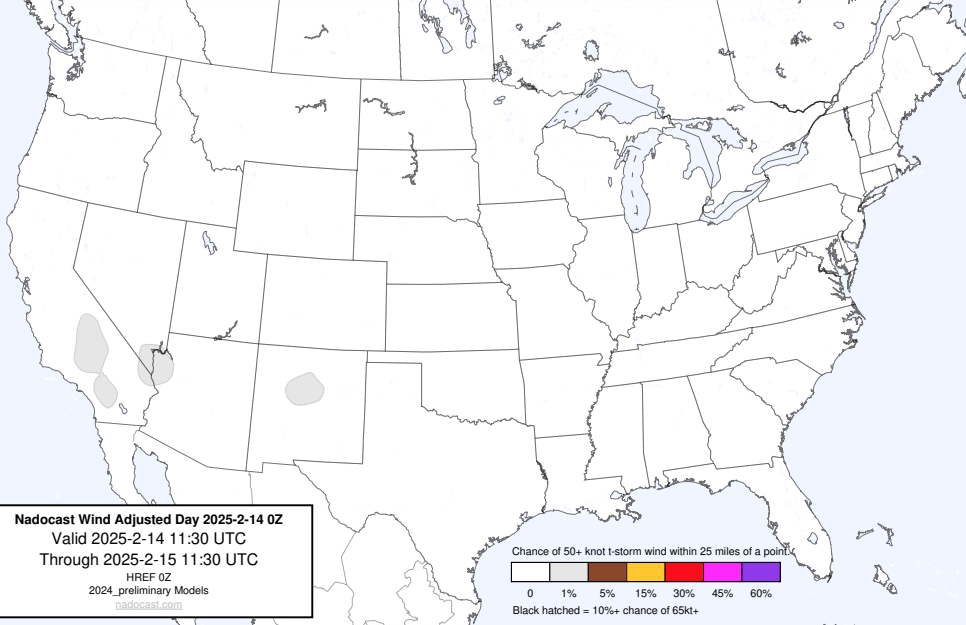 Nadocast Wind Adjusted Day 2025-2-14 0Z
Valid 2025-2-14 11:30 UTC
Through 2025-2-15 11:30 UTC
HREF 0Z
2024_preliminary Models
nadocast.com
Chance of 50+ knot t-storm wind within 25 miles of a point.
0 1% 5% 15% 30% 45% 60%
Black hatched = 10%+ chance of 65kt+